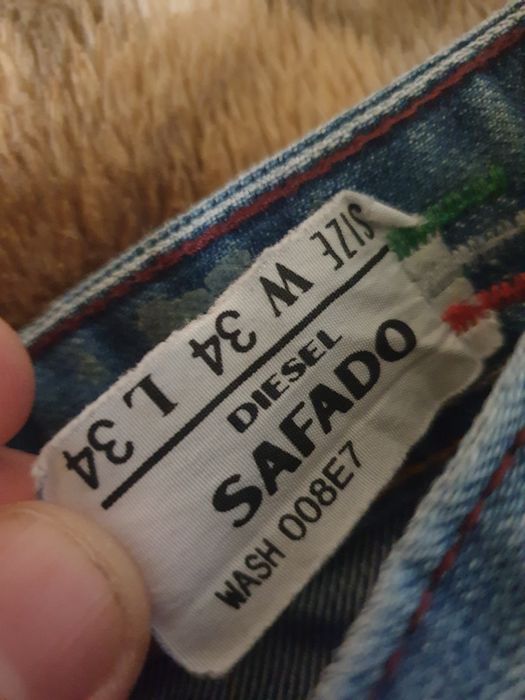 SIZE W 34 L 34
DIESEL
SAFADO
WASH 008E7